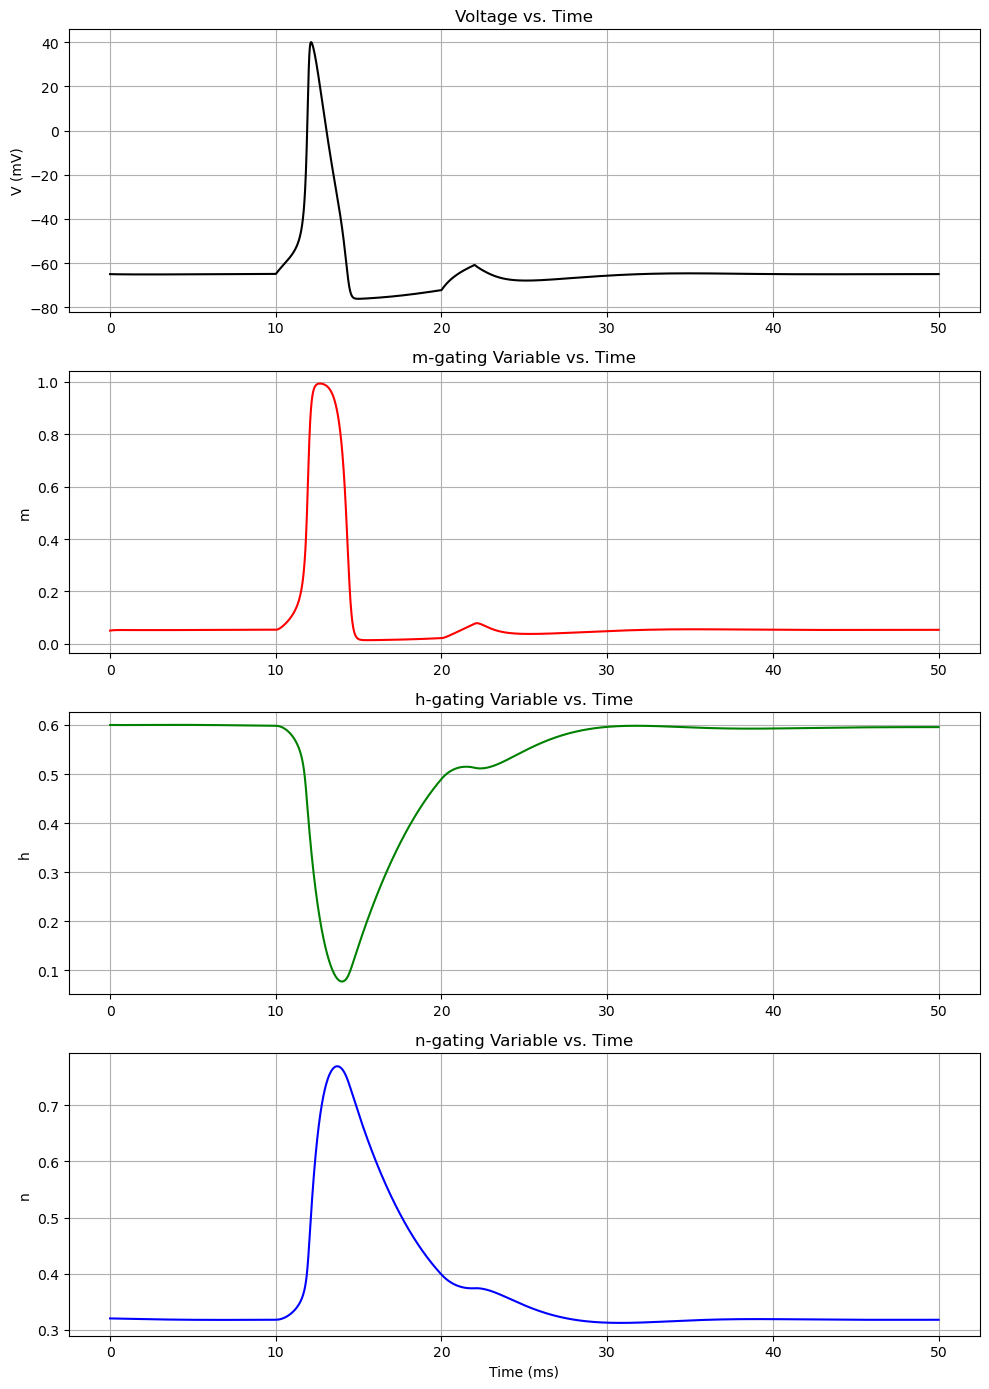 Voltage vs. Time
40
20
0
−20
−40
−60
−80
V (mV)
0 10 20 30 40 50
m-gating Variable vs. Time
1.0
0.8
0.6
0.4
0.2
0.0
m
0 10 20 30 40 50
h-gating Variable vs. Time
0.6
0.5
0.4
0.3
0.2
0.1
h
0 10 20 30 40 50
n-gating Variable vs. Time
0.7
0.6
0.5
0.4
0.3
n
0 10 20 30 40 50
Time (ms)